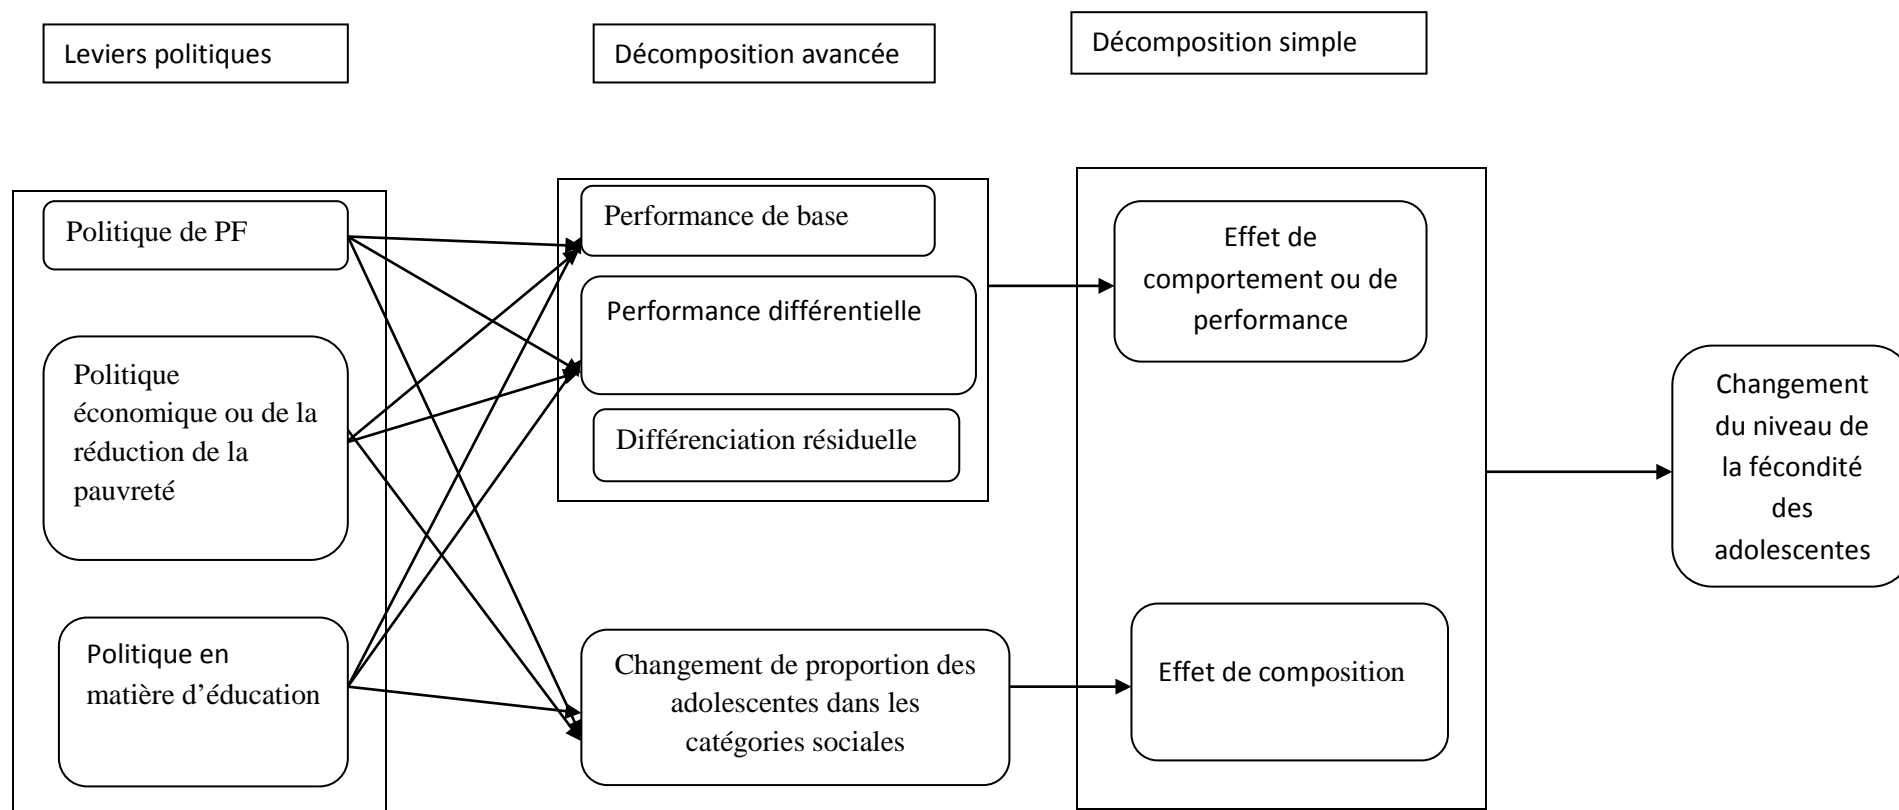 Leviers politiques
Décomposition avancée
Décomposition simple
Politique de PF
Politique
économique ou de la
réduction de la
pauvreté
Politique en
matière d’éducation
Performance de base
Performance différentielle
Différenciation résiduelle
Changement de proportion des
adolescentes dans les
catégories sociales
Effet de
comportement ou de
performance
Effet de composition
Changement
du niveau de
la fécondité
des
adolescentes